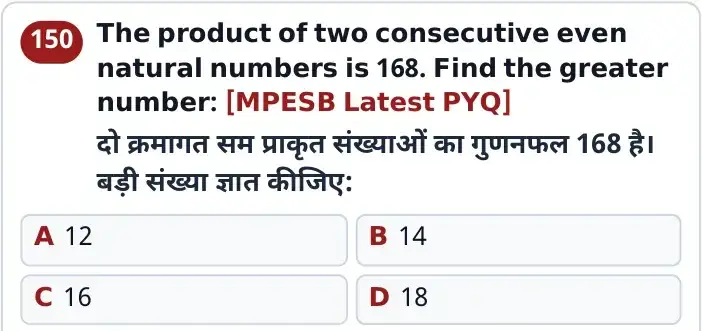 150 The product of two consecutive even
natural numbers is 168. Find the greater
number: [MPESB Latest PYQ]
दो क्रमागत सम प्राकृत संख्याओं का गुणनफल 168 है।
बड़ी संख्या ज्ञात कीजिए:
A 12 B 14
C 16 D 18